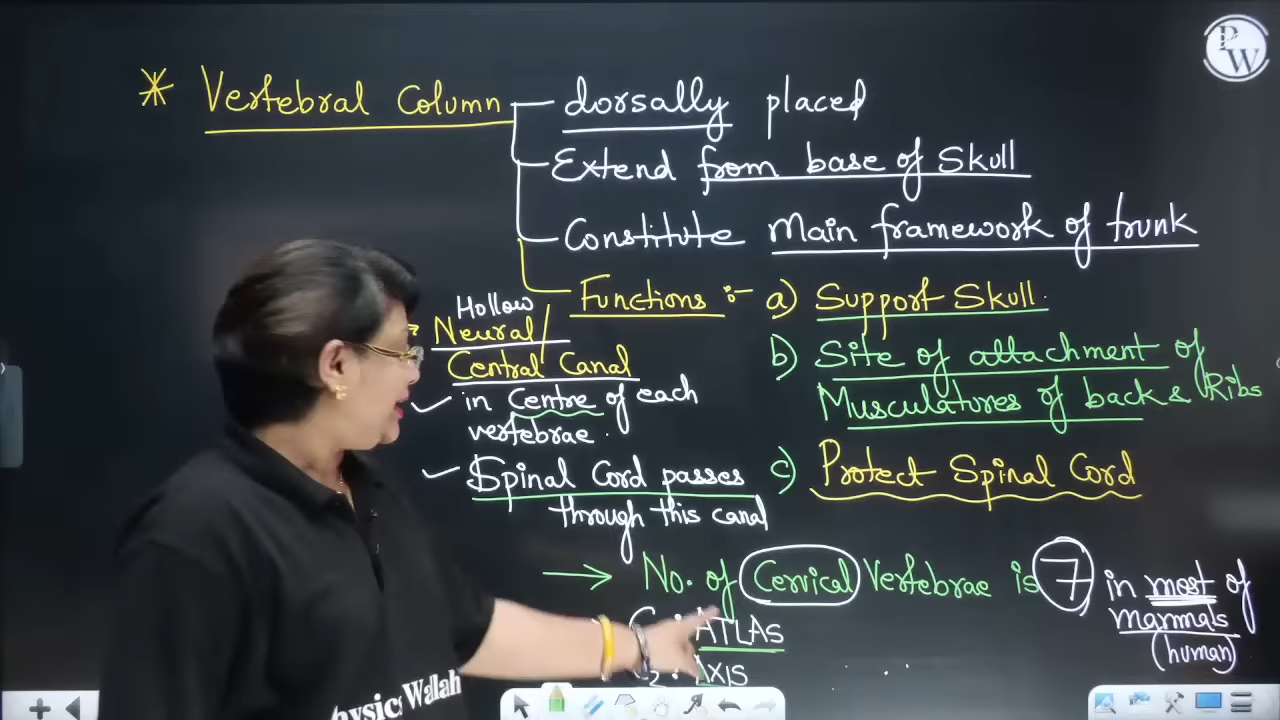 PW
* Vertebral Column
dorsally placed
Extend from base of Skull
Constitute Main framework of trunk
Functions :- a) Support Skull.
b) Site of attachment of
Musculatures of back & Ribs
c) Protect Spinal Cord
Hollow
Neural/
Central Canal
✓ in Centre of each
vertebrae.
✓ Spinal Cord passes
through this canal
→ No. of Cervical Vertebrae is 7 in most of
mammals
(human)
ATLAS
AXIS
hysics Wallah